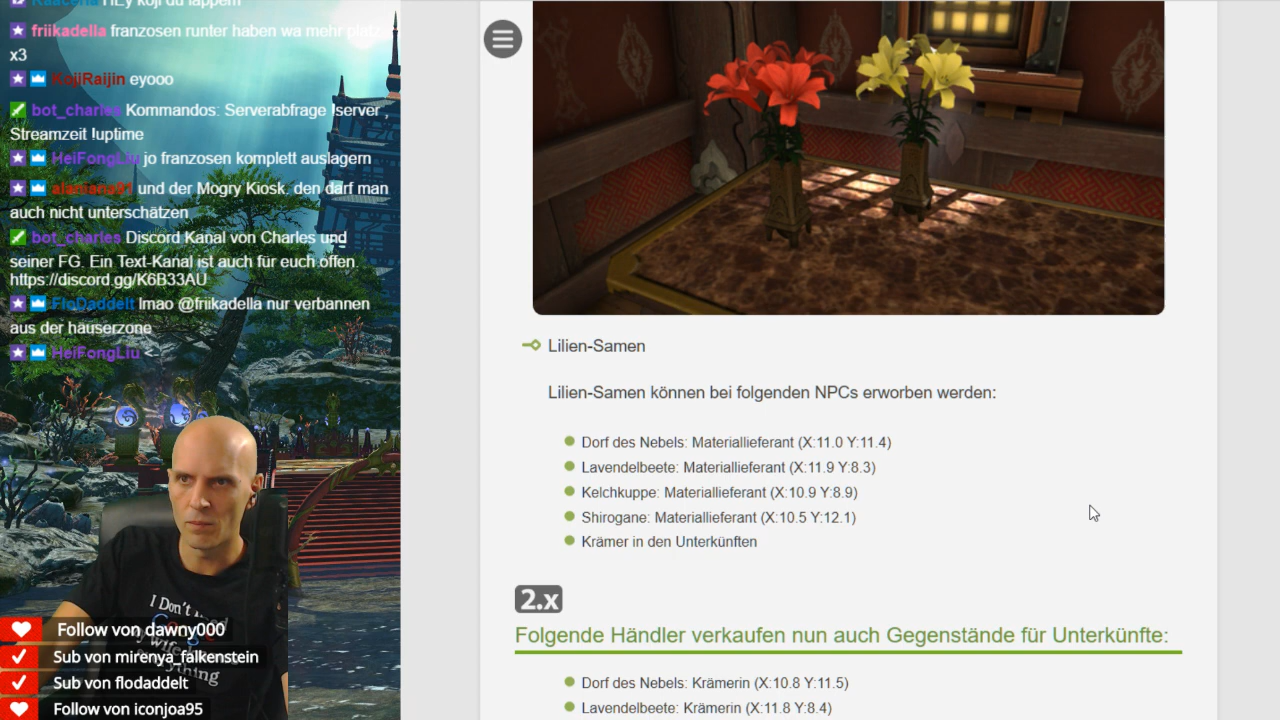 Raacena HEy koji du lappem
friikadella franzosen runter haben wa mehr platz
x3
KojiRaijin eyooo
bot_charles Kommandos: Serverabfrage !server ,
Streamzeit !uptime
HeiFongLiu jo franzosen komplett auslagern
und der Mogry Kiosk. den darf man
auch nicht unterschätzen
bot_charles Discord Kanal von Charles und
seiner FG. Ein Text-Kanal ist auch für euch offen.
https://discord.gg/K6B33AU
FloDaddelt lmao @friikadella nur verbannen
aus der häuserzone
HeiFongLiu <-
I Don't
Follow von dawny000
Sub von mirenya_falkenstein
Sub von flodaddelt
Follow von iconjoa95
Lilien-Samen
Lilien-Samen können bei folgenden NPCs erworben werden:
Dorf des Nebels: Materiallieferant (X:11.0 Y:11.4)
Lavendelbeete: Materiallieferant (X:11.9 Y:8.3)
Kelchkuppe: Materiallieferant (X:10.9 Y:8.9)
Shirogane: Materiallieferant (X:10.5 Y:12.1)
Krämer in den Unterkünften
2.x
Folgende Händler verkaufen nun auch Gegenstände für Unterkünfte:
Dorf des Nebels: Krämerin (X:10.8 Y:11.5)
Lavendelbeete: Krämerin (X:11.8 Y:8.4)